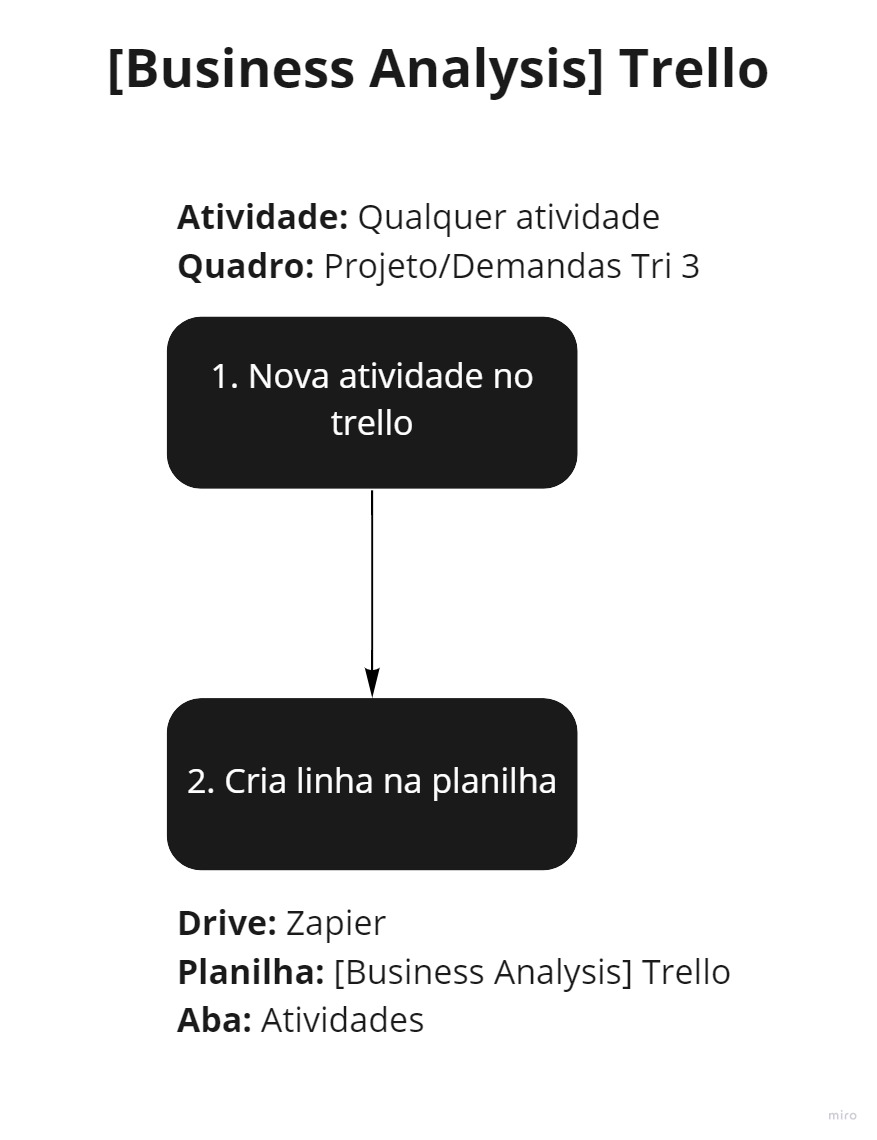 [Business Analysis] Trello
Atividade: Qualquer atividade
Quadro: Projeto/Demandas Tri 3
1. Nova atividade no
trello
2. Cria linha na planilha
Drive: Zapier
Planilha: [Business Analysis] Trello
Aba: Atividades
miro